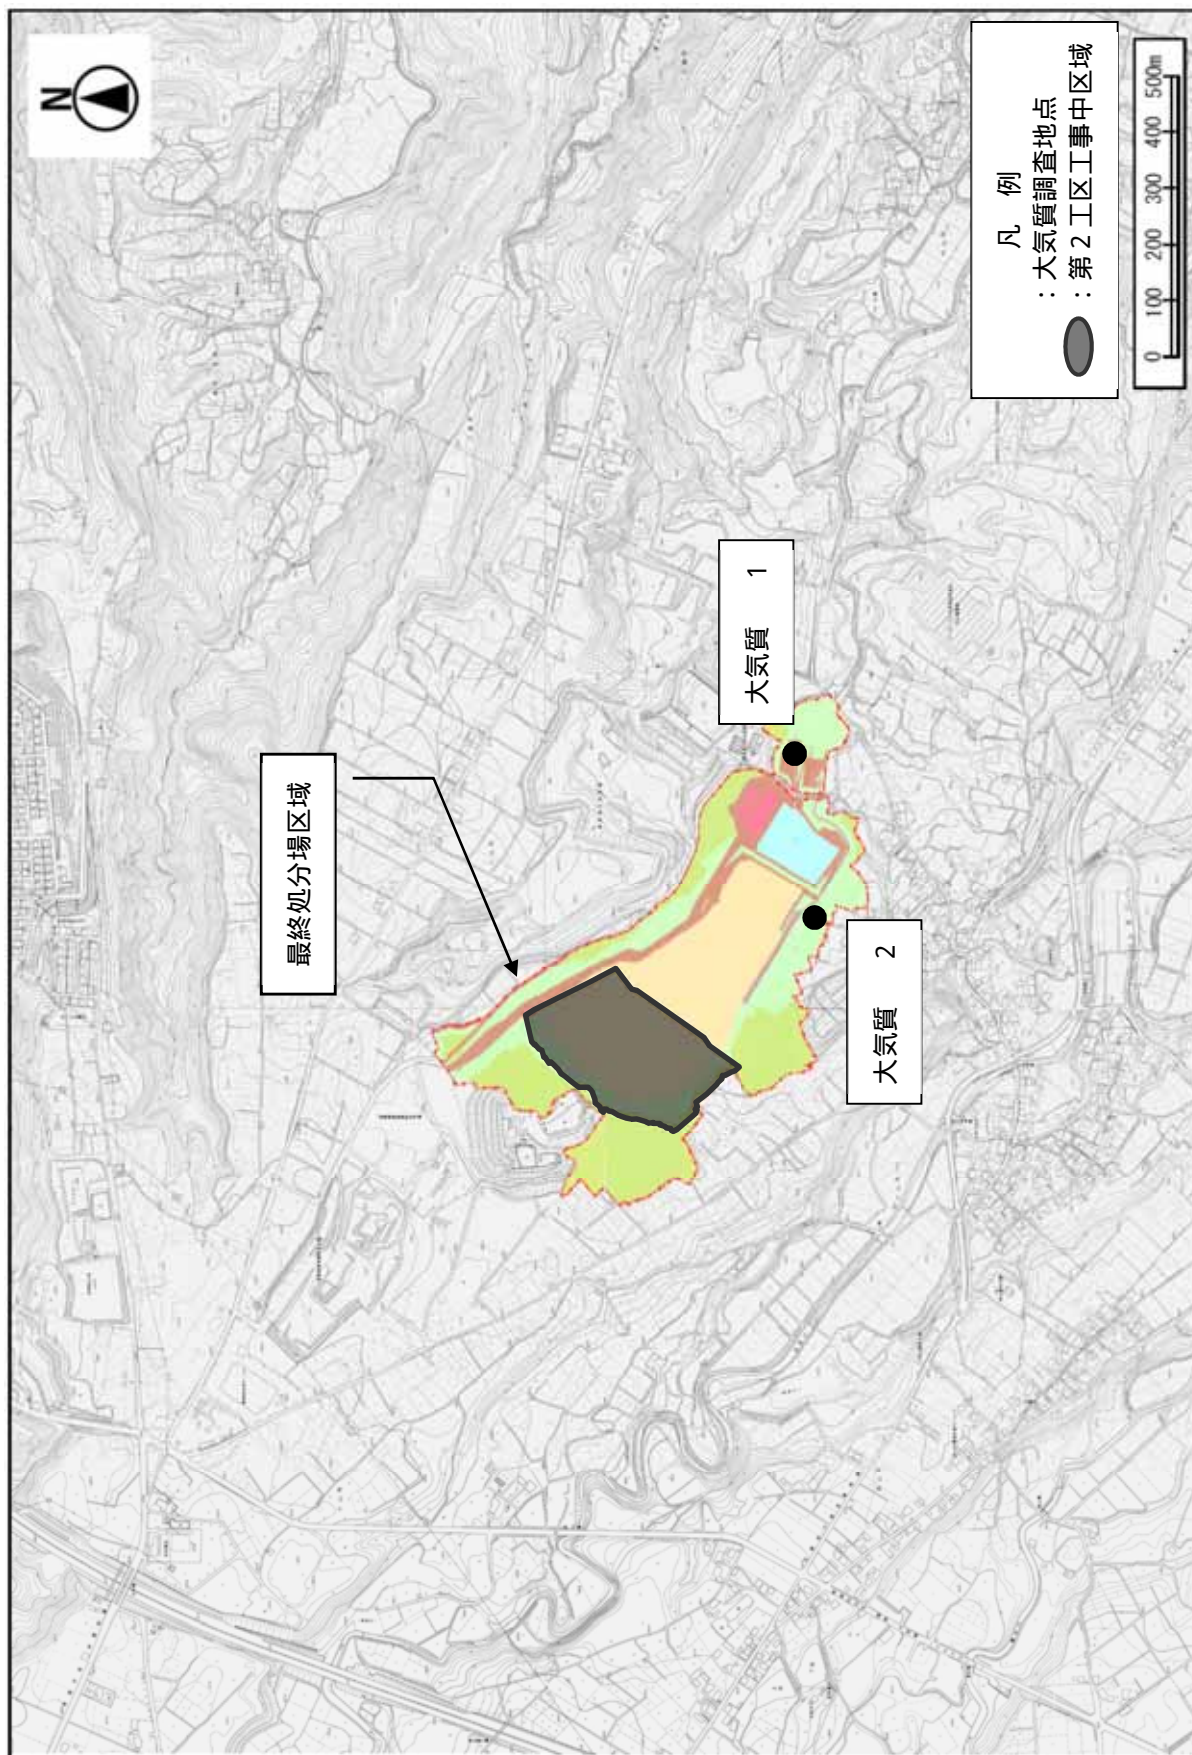 N
最終処分場区域
大気質　1
大気質　2
凡　例
：大気質調査地点
：第２工区工事中区域
0 100 200 300 400 500m